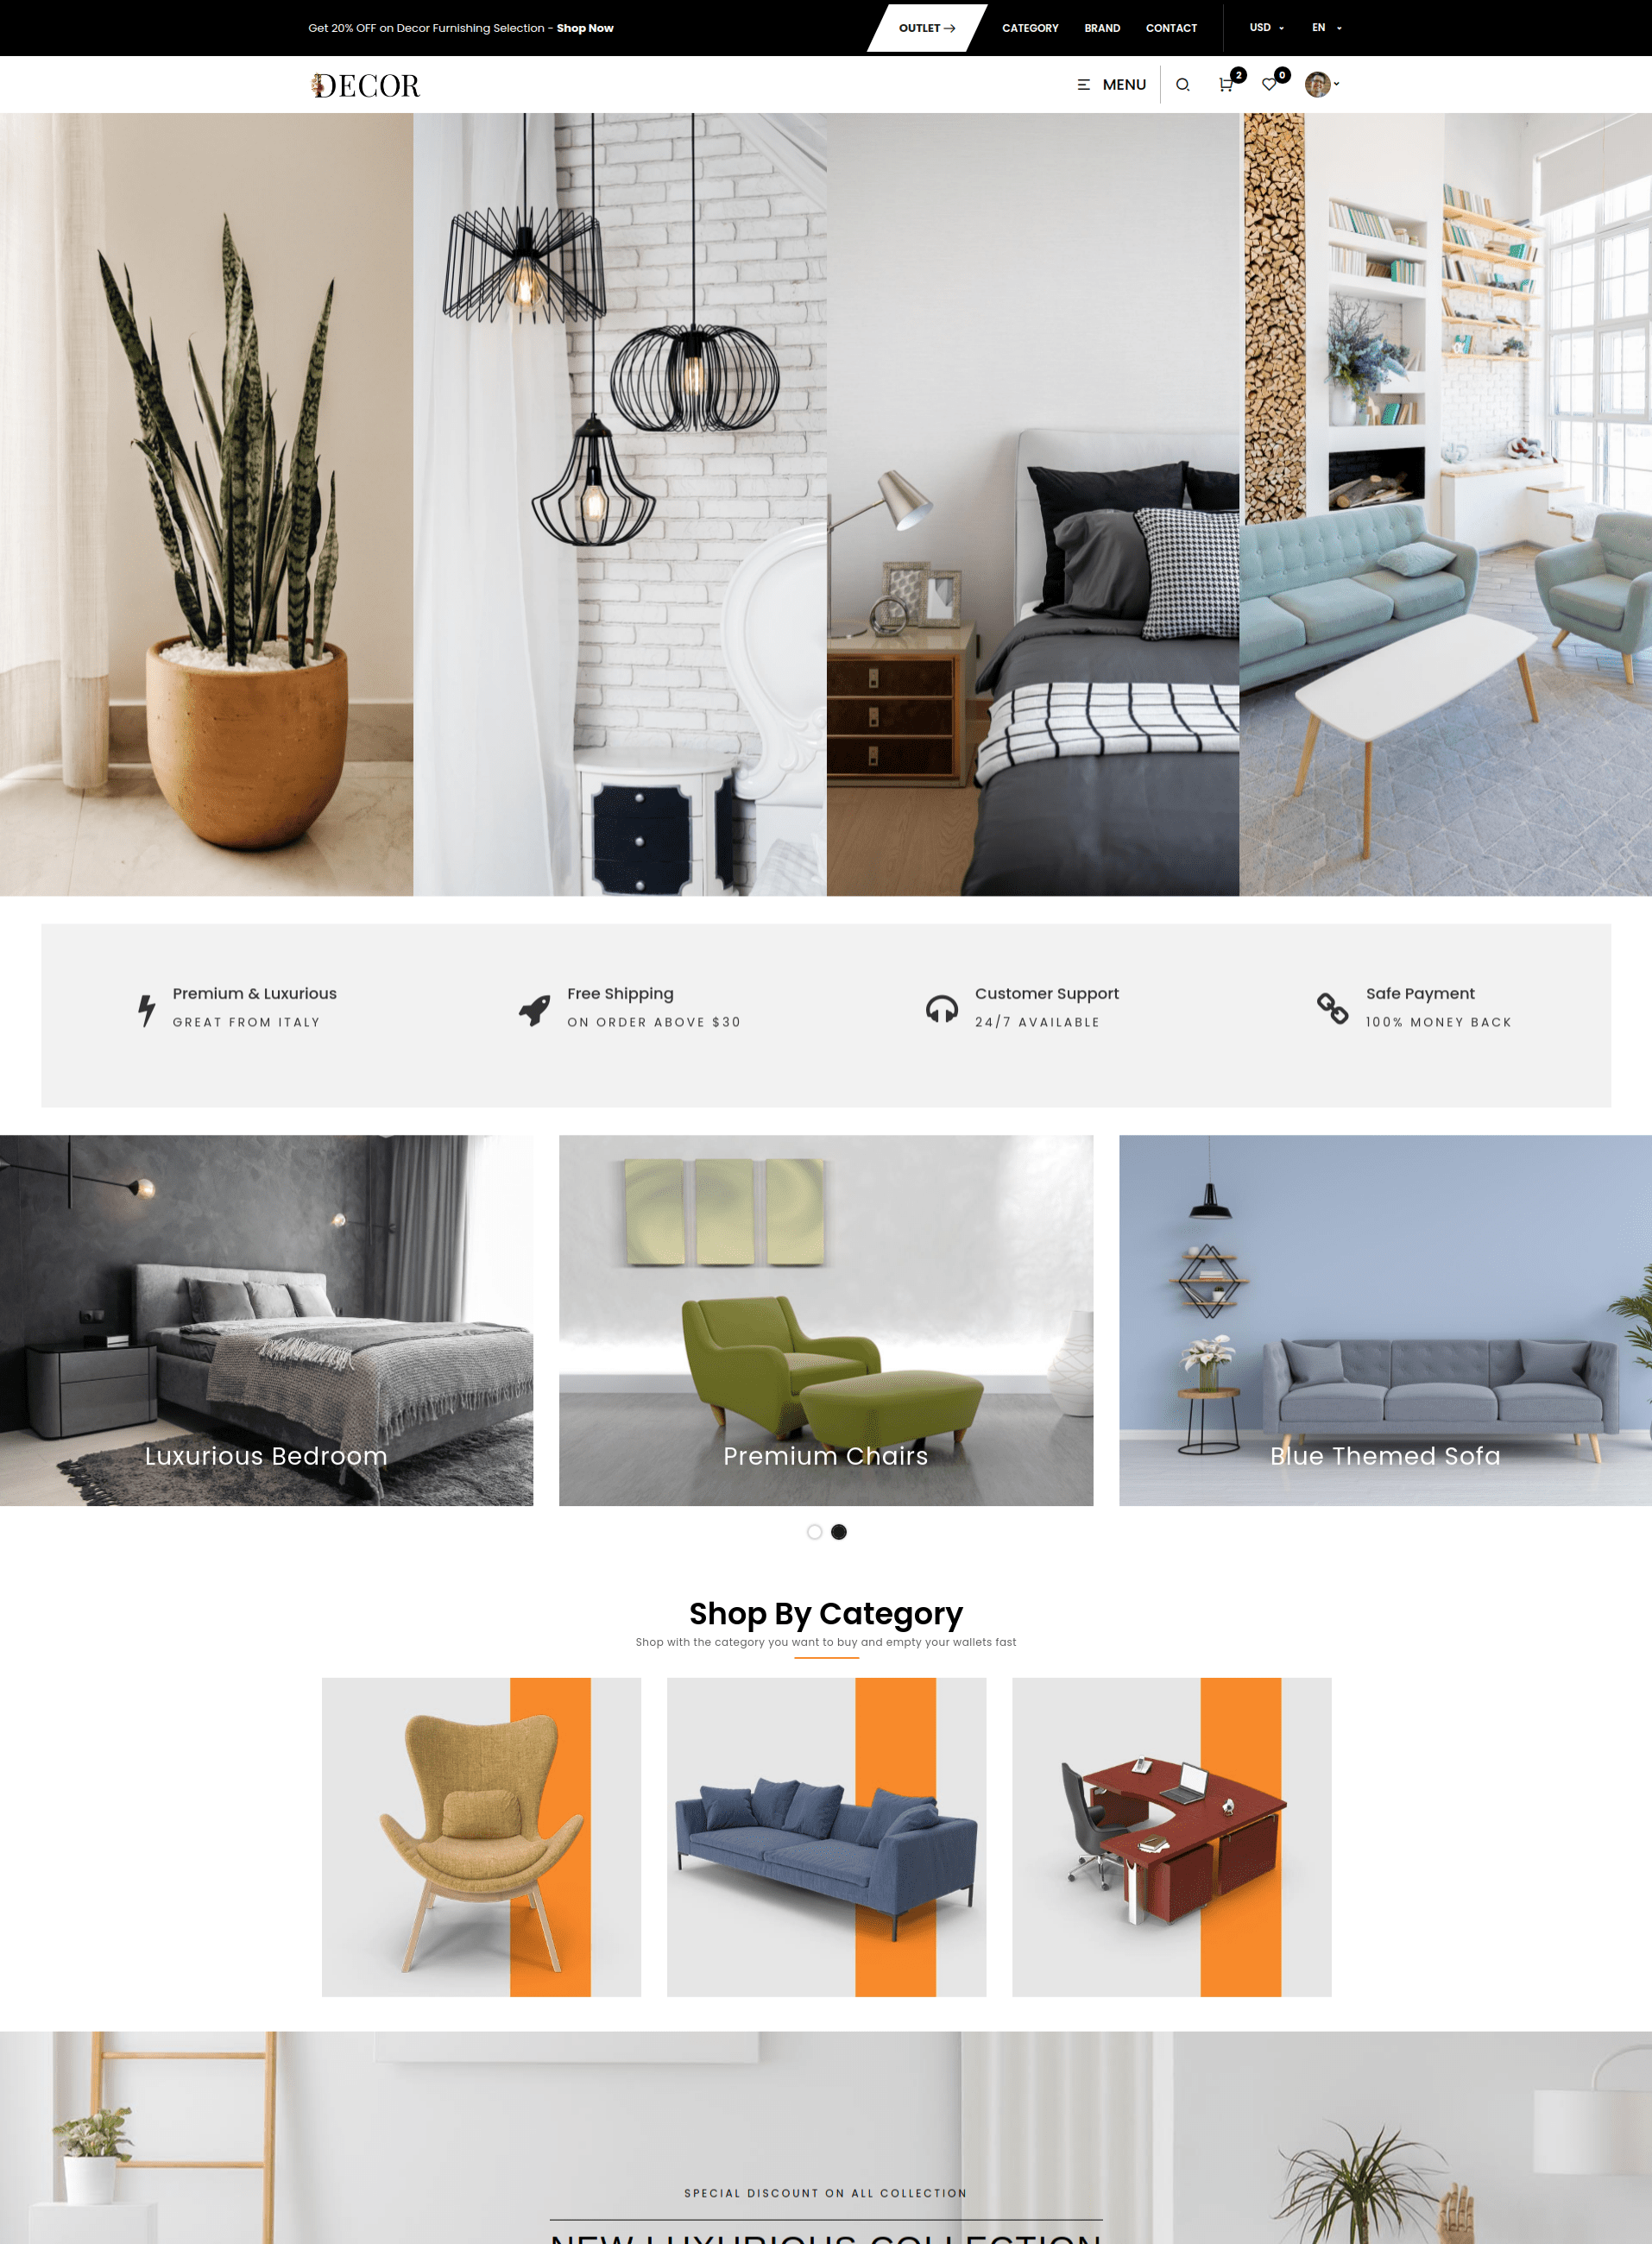 Get 20% OFF on Decor Furnishing Selection - Shop Now
OUTLET →
CATEGORY
BRAND
CONTACT
USD
EN
DECOR
MENU
2
0
Premium & Luxurious
GREAT FROM ITALY
Free Shipping
ON ORDER ABOVE $30
Customer Support
24/7 AVAILABLE
Safe Payment
100% MONEY BACK
Luxurious Bedroom
Premium Chairs
Blue Themed Sofa
Shop By Category
Shop with the category you want to buy and empty your wallets fast
SPECIAL DISCOUNT ON ALL COLLECTION
NEW LUXURIOUS COLLECTION